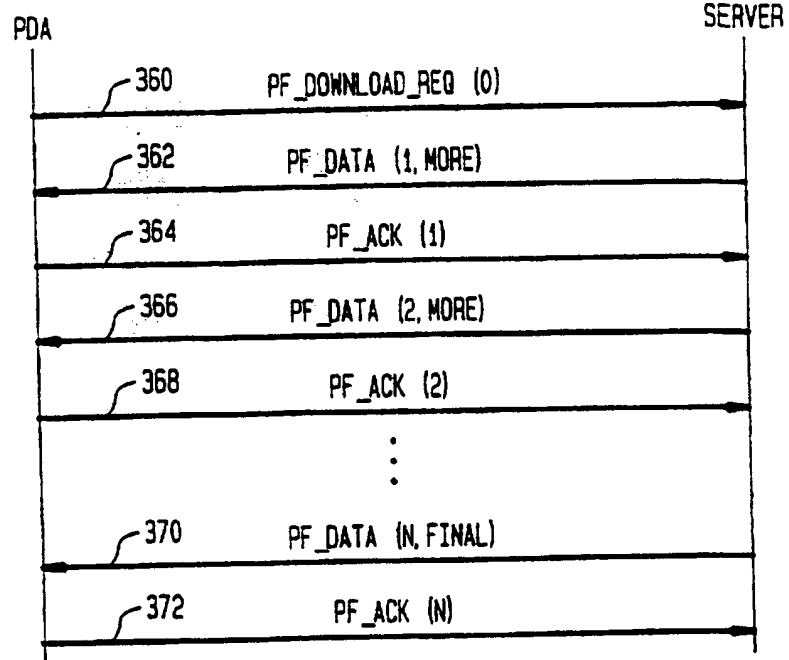 PDA
SERVER
360 PF_DOWNLOAD_REQ (0)
362 PF_DATA (1, MORE)
364 PF_ACK (1)
366 PF_DATA (2, MORE)
368 PF_ACK (2)
370 PF_DATA (N, FINAL)
372 PF_ACK (N)